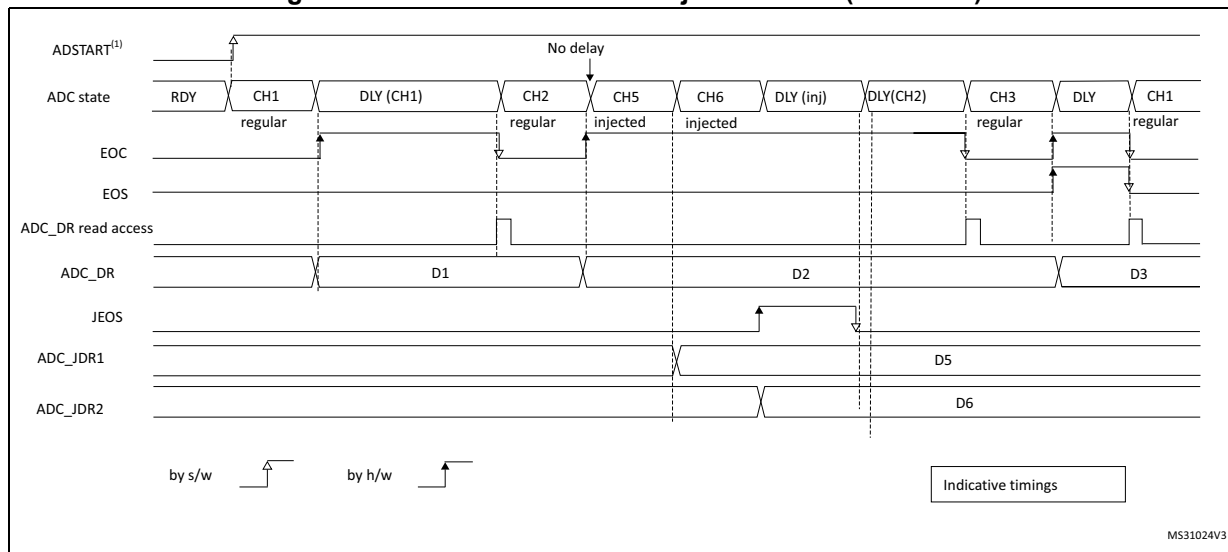 ADSTART(1)
No delay
ADC state RDY CH1 DLY (CH1) CH2 CH5 CH6 DLY (inj) DLY(CH2) CH3 DLY CH1
regular regular injected injected regular regular
EOC
EOS
ADC_DR read access
ADC_DR D1 D2 D3
JEOS
ADC_JDR1 D5
ADC_JDR2 D6
by s/w by h/w Indicative timings
MS31024V3